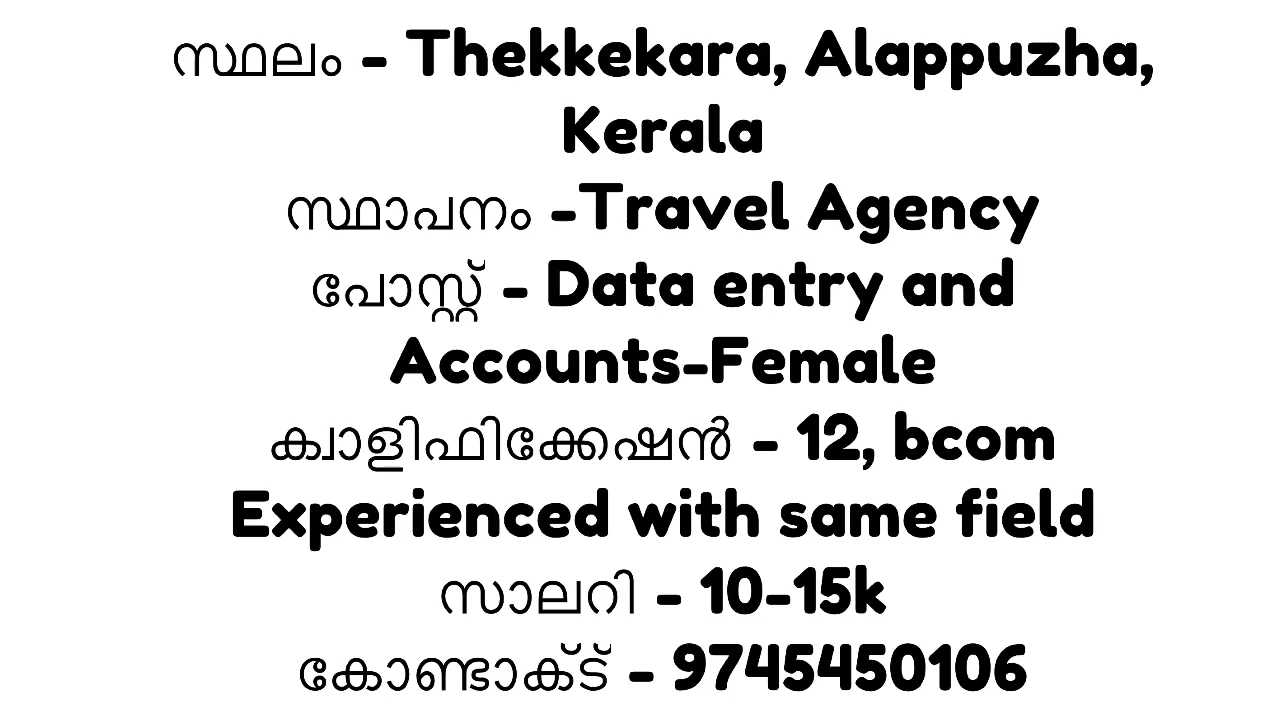 സ്ഥലം - Thekkekara, Alappuzha,
Kerala
സ്ഥാപനം -Travel Agency
പോസ്റ്റ് - Data entry and
Accounts-Female
ക്വാളിഫിക്കേഷൻ - 12, bcom
Experienced with same field
സാലറി - 10-15k
കോണ്ടാക്ട് - 9745450106